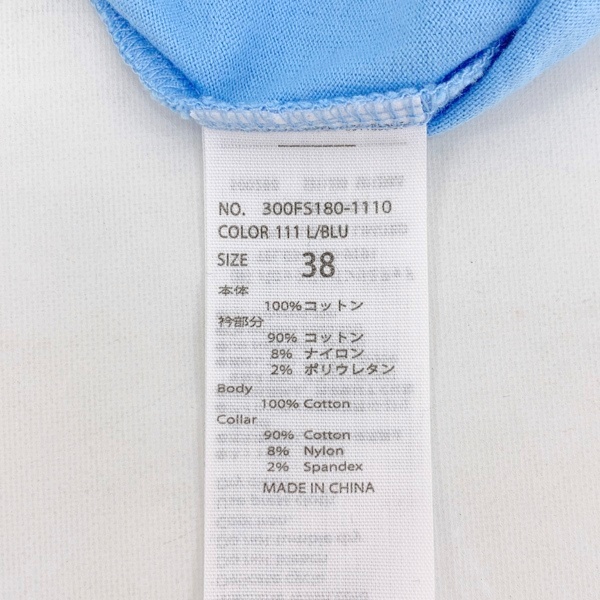 NO. 300FS180-1110
COLOR 111 L/BLU
SIZE 38
本体
100%コットン
衿部分
90% コットン
8% ナイロン
2% ポリウレタン
Body
100% Cotton
Collar
90% Cotton
8% Nylon
2% Spandex
MADE IN CHINA